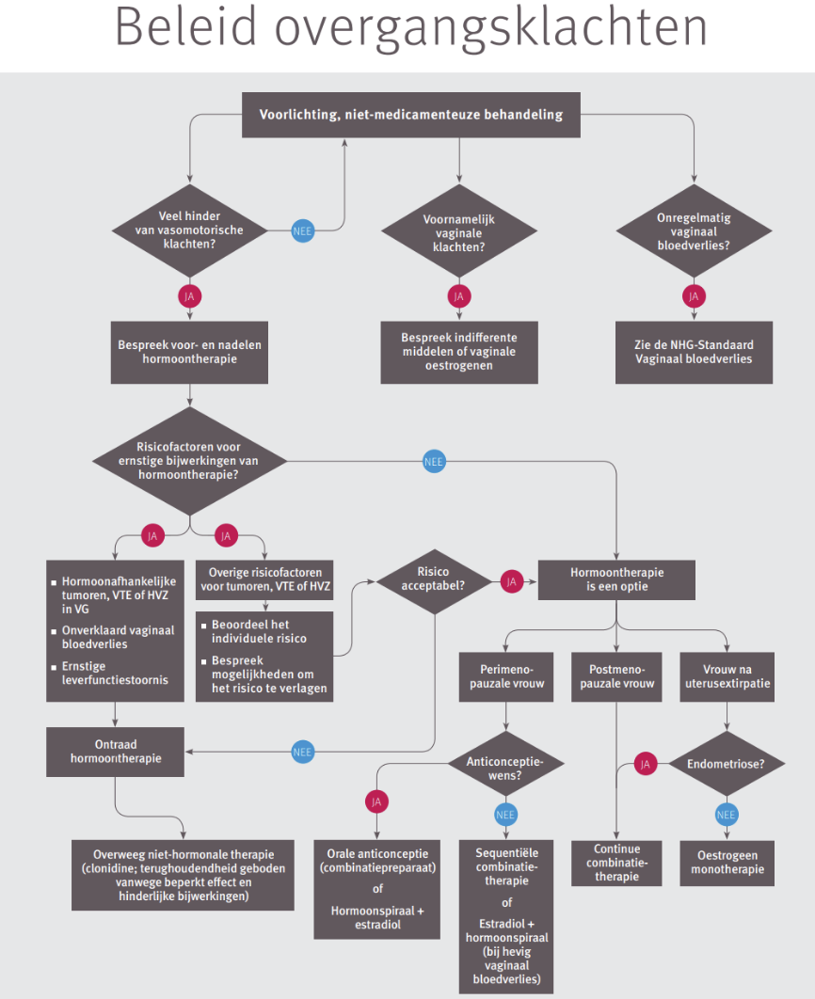 Beleid overgangsklachten
Voorlichting, niet-medicamenteuze behandeling
Veel hinder
van vasomotorische
klachten?
NEE
Voornamelijk
vaginale
klachten?
Onregelmatig
vaginaal
bloedverlies?
JA
JA
JA
Bespreek voor- en nadelen
hormoontherapie
Bespreek indifferente
middelen of vaginale
oestrogenen
Zie de NHG-Standaard
Vaginaal bloedverlies
Risicofactoren voor
ernstige bijwerkingen van
hormoontherapie?
NEE
JA
JA
▪ Hormoonafhankelijke
tumoren, VTE of HVZ
in VG
▪ Onverklaard vaginaal
bloedverlies
▪ Ernstige
leverfunctiestoornis
Overige risicofactoren
voor tumoren, VTE of HVZ
▪ Beoordeel het
individuele risico
▪ Bespreek
mogelijkheden om
het risico te verlagen
Risico
acceptabel?
JA
Hormoontherapie
is een optie
Perimeno-
pauzale vrouw
Postmeno-
pauzale vrouw
Vrouw na
uterusextirpatie
Ontraad
hormoontherapie
NEE
Anticonceptie-
wens?
JA
Endometriose?
JA
NEE
NEE
Overweeg niet-hormonale therapie
(clonidine; terughoudendheid geboden
vanwege beperkt effect en
hinderlijke bijwerkingen)
Orale anticonceptie
(combinatiepreparaat)
of
Hormoonspiraal +
estradiol
Sequentiële
combinatie-
therapie
of
Estradiol +
hormoonspiraal
(bij hevig
vaginaal
bloedverlies)
Continue
combinatie-
therapie
Oestrogeen
monotherapie